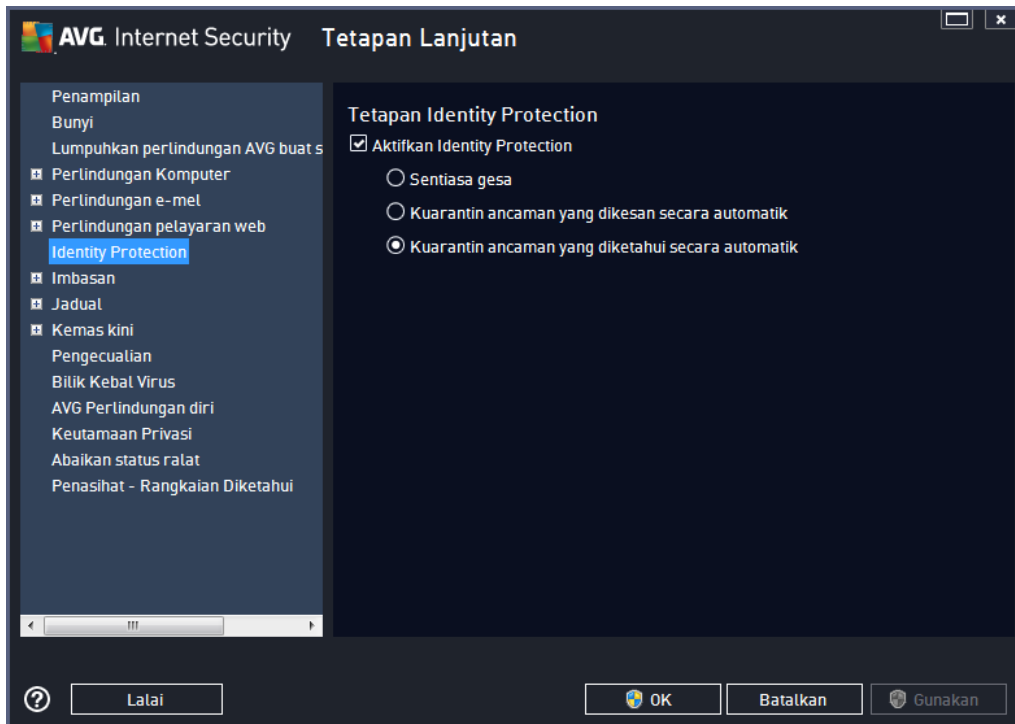 AVG. Internet Security Tetapan Lanjutan
Penampilan
Bunyi
Lumpuhkan perlindungan AVG buat s
Perlindungan Komputer
Perlindungan e-mel
Perlindungan pelayaran web
Identity Protection
Imbasan
Jadual
Kemas kini
Pengecualian
Bilik Kebal Virus
AVG Perlindungan diri
Keutamaan Privasi
Abaikan status ralat
Penasihat - Rangkaian Diketahui
Tetapan Identity Protection
Aktifkan Identity Protection
Sentiasa gesa
Kuarantin ancaman yang dikesan secara automatik
Kuarantin ancaman yang diketahui secara automatik
Lalai
OK
Batalkan
Gunakan